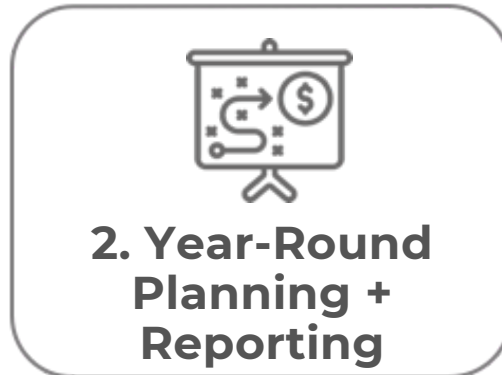 $
2. Year-Round
Planning +
Reporting